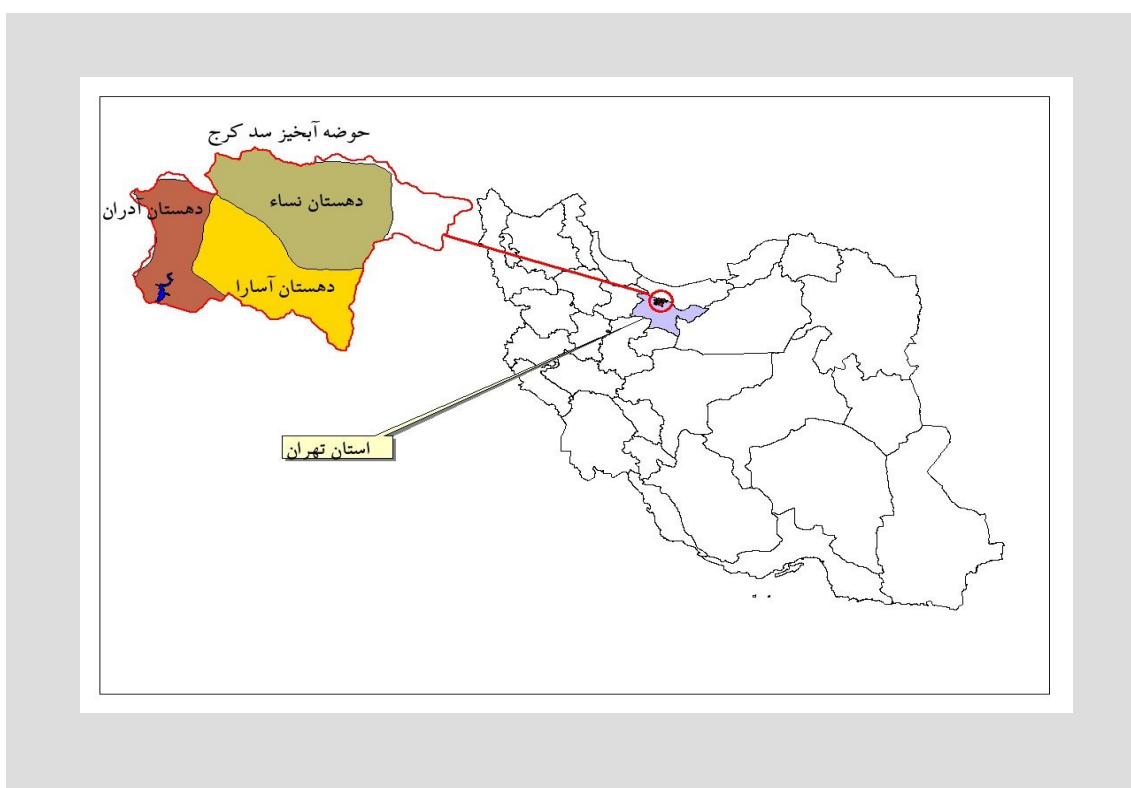 حوضه آبخیز سد کرج
دهستان نساء
دهستان آدران
دهستان آسارا
استان تهران